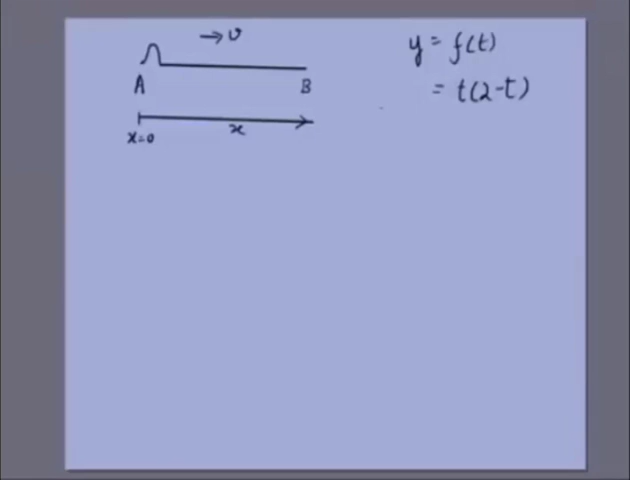 → v
y = f(t)
A B
= t(2-t)
x=0 x